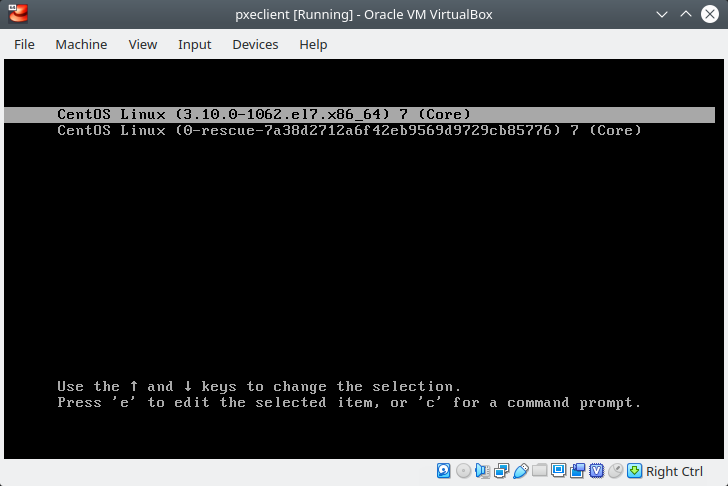 pxeclient [Running] - Oracle VM VirtualBox
File Machine View Input Devices Help
CentOS Linux (3.10.0-1062.el7.x86_64) 7 (Core)
CentOS Linux (0-rescue-7a38d2712a6f42eb9569d9729cb85776) 7 (Core)
Use the ↑ and ↓ keys to change the selection.
Press 'e' to edit the selected item, or 'c' for a command prompt.
Right Ctrl